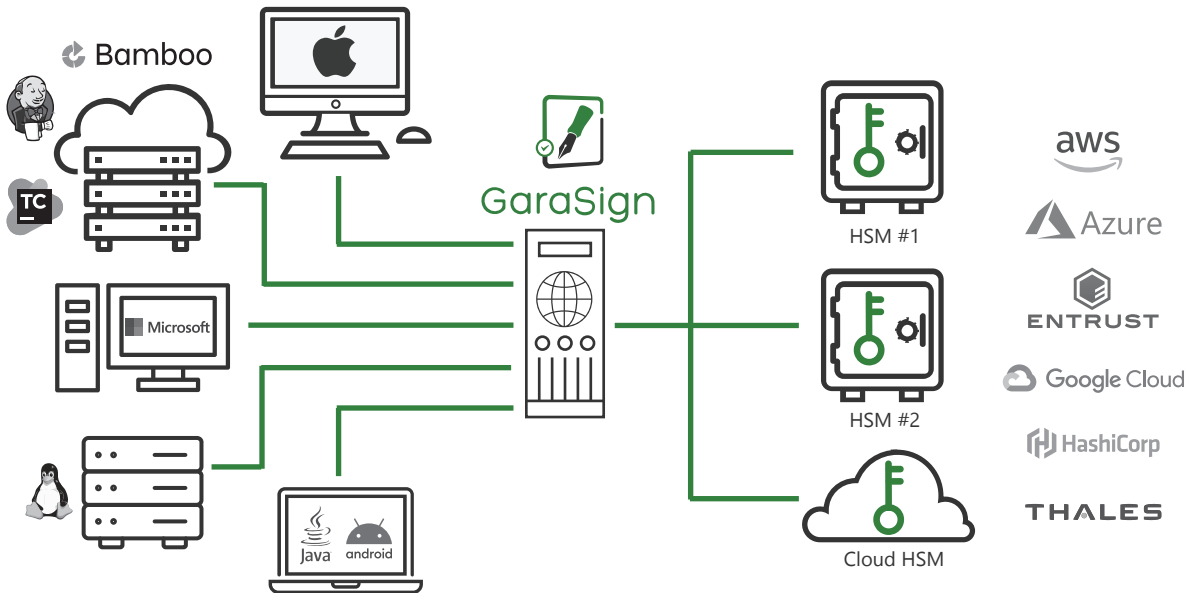 Bamboo
TC
Microsoft
Java
android
GaraSign
HSM #1
HSM #2
Cloud HSM
aws
Azure
ENTRUST
Google Cloud
HashiCorp
THALES